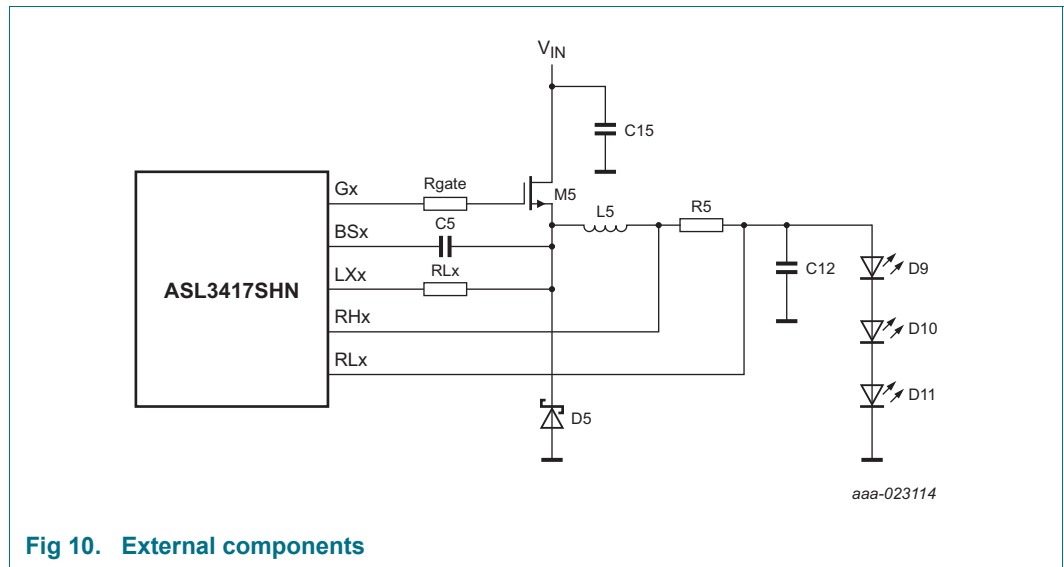 VIN
C15
Gx
Rgate
M5
BSx
C5
L5
R5
LXx
RLx
C12
D9
ASL3417SHN
RHx
D10
RLx
D11
D5
aaa-023114
Fig 10. External components